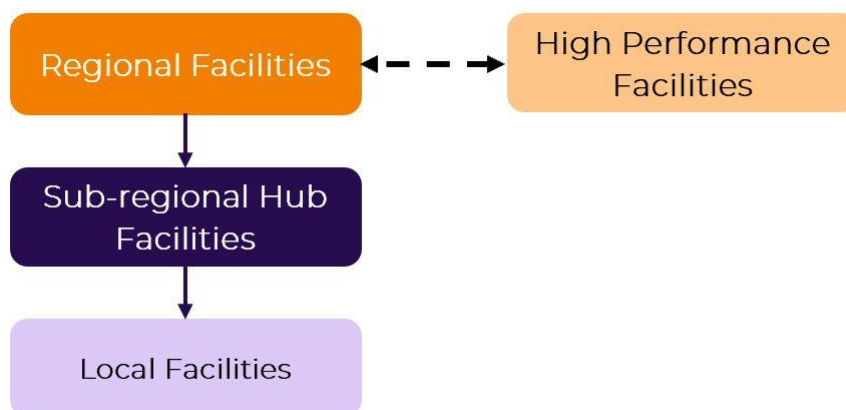 Regional Facilities
High Performance
Facilities
Sub-regional Hub
Facilities
Local Facilities